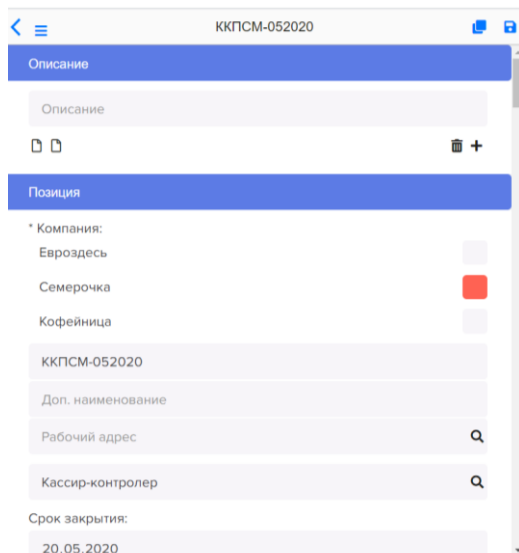 ККПСМ-052020
Описание
Описание
Позиция
* Компания:
Евроздесь
Семерочка
Кофейница
ККПСМ-052020
Доп. наименование
Рабочий адрес
Кассир-контролер
Срок закрытия:
20.05.2020